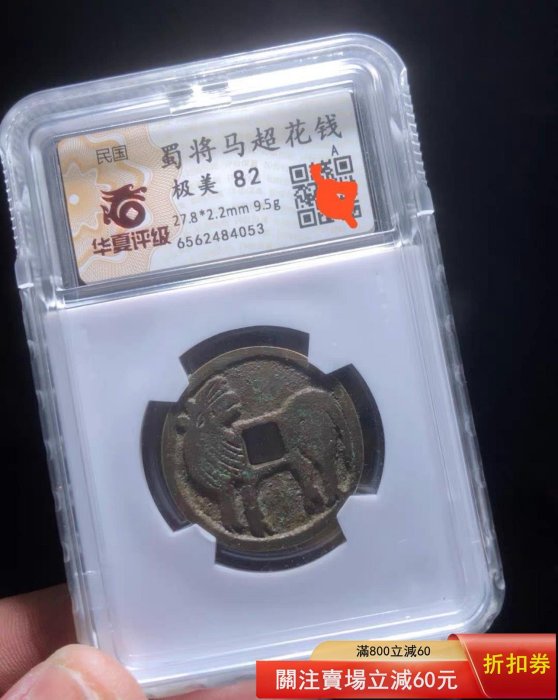 民国
蜀将马超花钱
极美 82
A
27.8*2.2mm 9.5g
华夏评级
6562484053
滿800立減60
關注賣場立減60元
折扣券